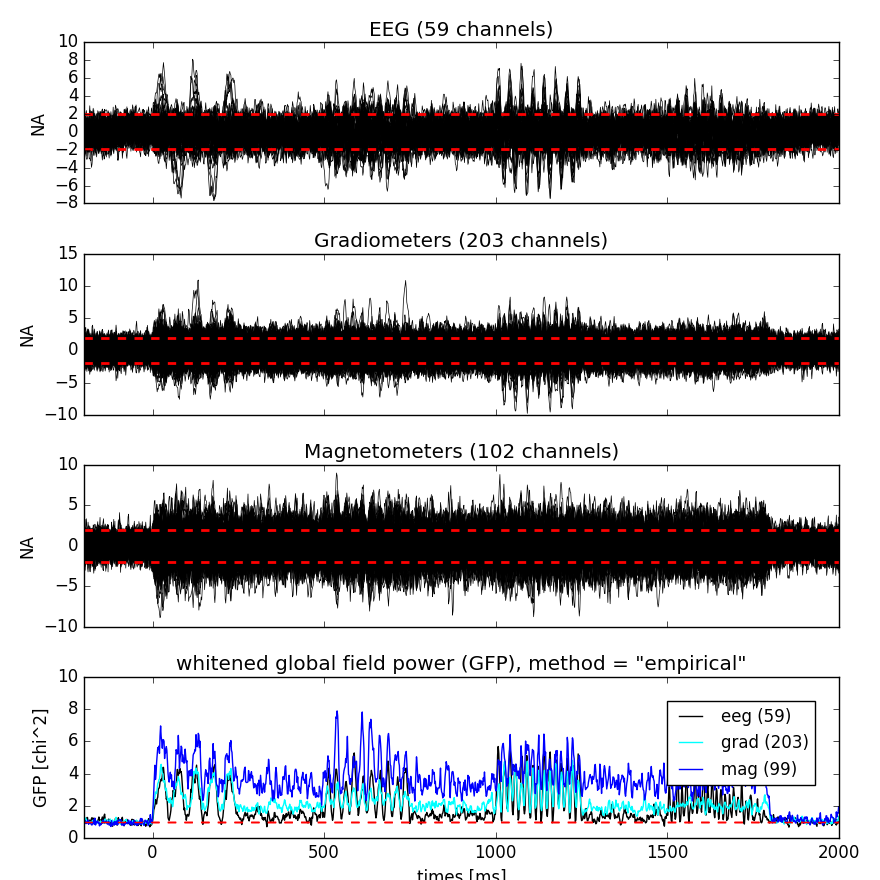 EEG (59 channels)
10
8
6
4
2
0
−2
−4
−6
−8
NA
Gradiometers (203 channels)
15
10
5
0
−5
−10
NA
Magnetometers (102 channels)
10
5
0
−5
−10
NA
whitened global field power (GFP), method = "empirical"
10
8
6
4
2
0
GFP [chi^2]
eeg (59)
grad (203)
mag (99)
0 500 1000 1500 2000
times [ms]